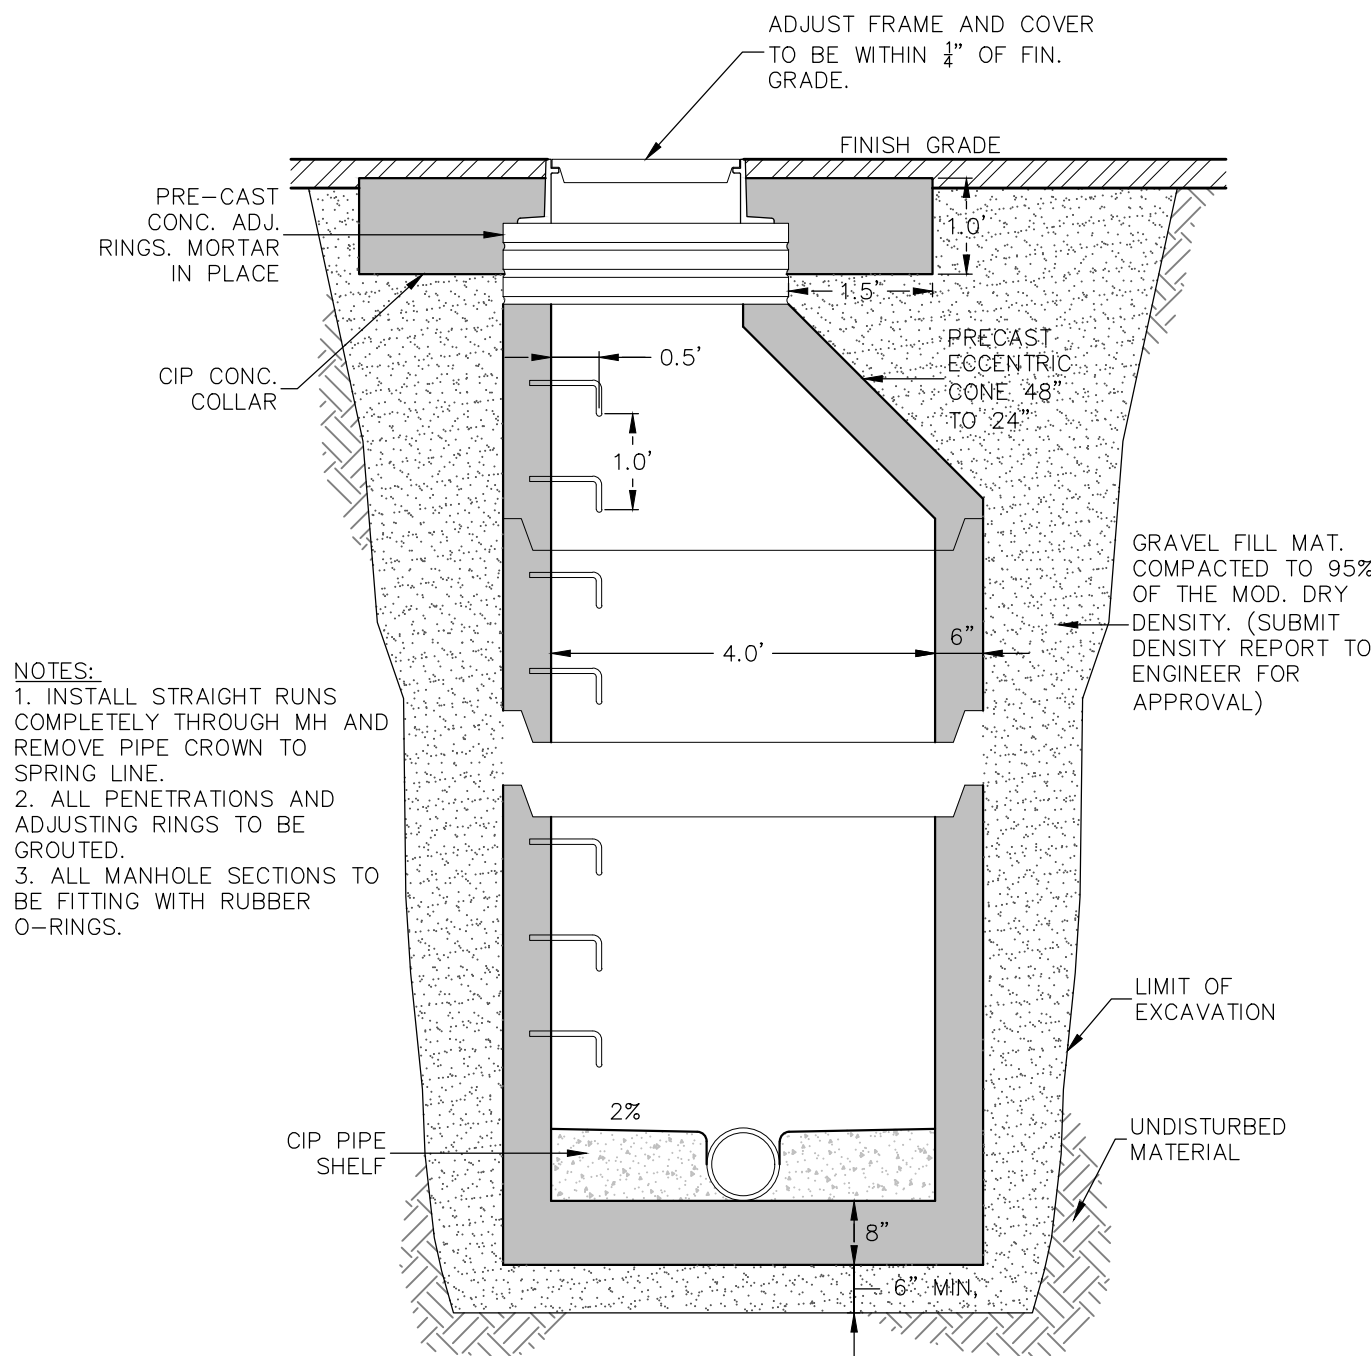 ADJUST FRAME AND COVER
TO BE WITHIN 1/4" OF FIN.
GRADE.
FINISH GRADE
PRE-CAST
CONC. ADJ.
RINGS. MORTAR
IN PLACE
1.0'
1.5'
CIP CONC.
COLLAR
0.5'
PRECAST
ECCENTRIC
CONE 48"
TO 24"
1.0'
GRAVEL FILL MAT.
COMPACTED TO 95%
OF THE MOD. DRY
DENSITY. (SUBMIT
DENSITY REPORT TO
ENGINEER FOR
APPROVAL)
4.0'
6"
NOTES:
1. INSTALL STRAIGHT RUNS
COMPLETELY THROUGH MH AND
REMOVE PIPE CROWN TO
SPRING LINE.
2. ALL PENETRATIONS AND
ADJUSTING RINGS TO BE
GROUTED.
3. ALL MANHOLE SECTIONS TO
BE FITTING WITH RUBBER
O-RINGS.
LIMIT OF
EXCAVATION
2%
CIP PIPE
SHELF
UNDISTURBED
MATERIAL
8"
6" MIN,